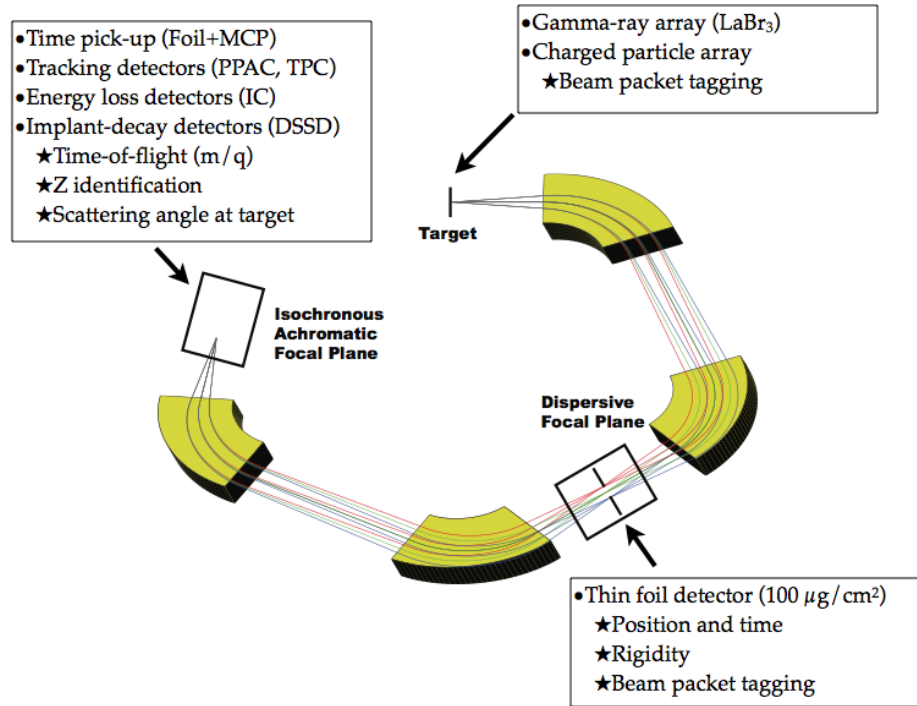 •Time pick-up (Foil+MCP)
•Tracking detectors (PPAC, TPC)
•Energy loss detectors (IC)
•Implant-decay detectors (DSSD)
★Time-of-flight (m/q)
★Z identification
★Scattering angle at target
•Gamma-ray array (LaBr₃)
•Charged particle array
★Beam packet tagging
Target
Isochronous
Achromatic
Focal Plane
Dispersive
Focal Plane
•Thin foil detector (100 μg/cm²)
★Position and time
★Rigidity
★Beam packet tagging